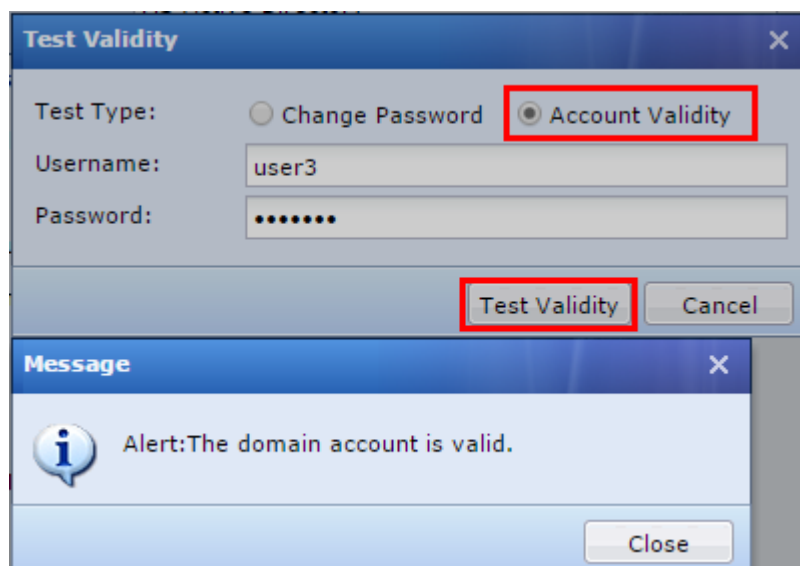 Test Validity
Test Type: Change Password Account Validity
Username: user3
Password: •••••••
Test Validity Cancel
Message
Alert:The domain account is valid.
Close